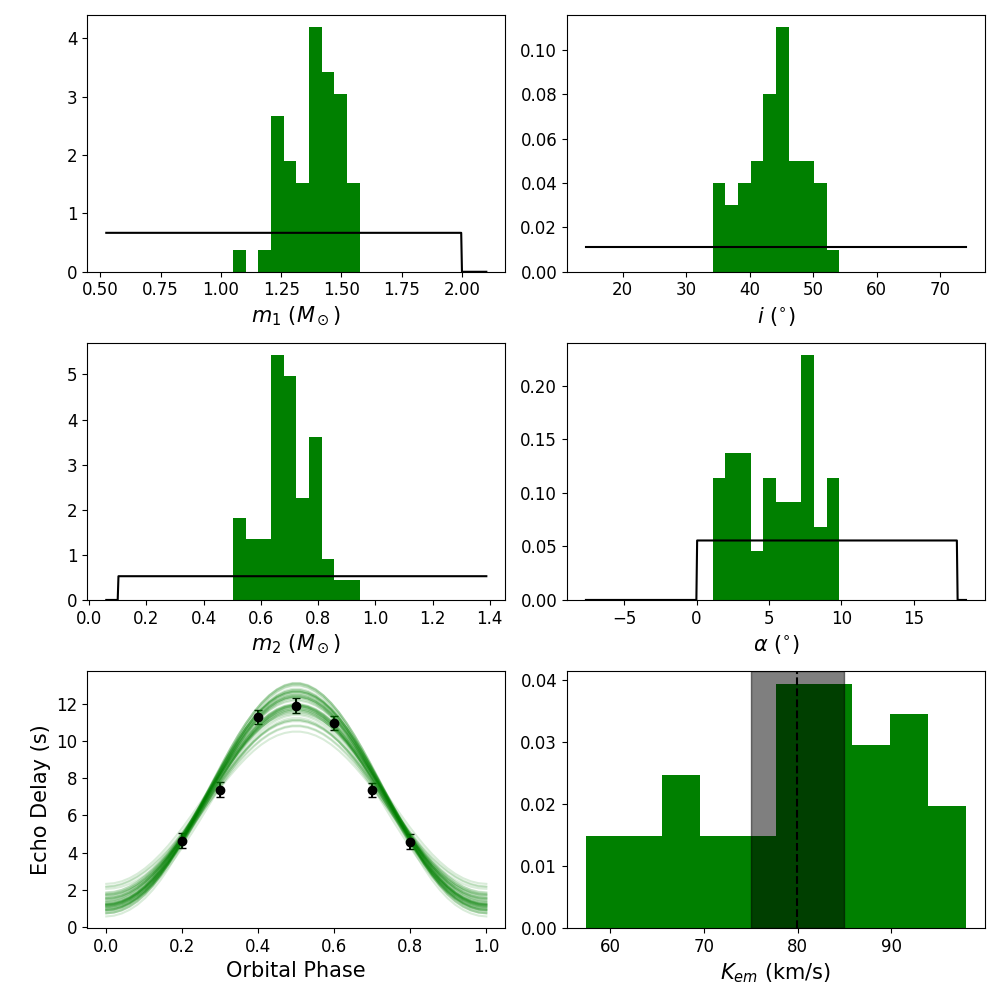 4
3
2
1
0
0.50 0.75 1.00 1.25 1.50 1.75 2.00
m₁ (M⊙)
0.10
0.08
0.06
0.04
0.02
0.00
20 30 40 50 60 70
i (°)
5
4
3
2
1
0
0.0 0.2 0.4 0.6 0.8 1.0 1.2 1.4
m₂ (M⊙)
0.20
0.15
0.10
0.05
0.00
−5 0 5 10 15
α (°)
Echo Delay (s)
12
10
8
6
4
2
0
0.0 0.2 0.4 0.6 0.8 1.0
Orbital Phase
0.04
0.03
0.02
0.01
0.00
60 70 80 90
K_em (km/s)